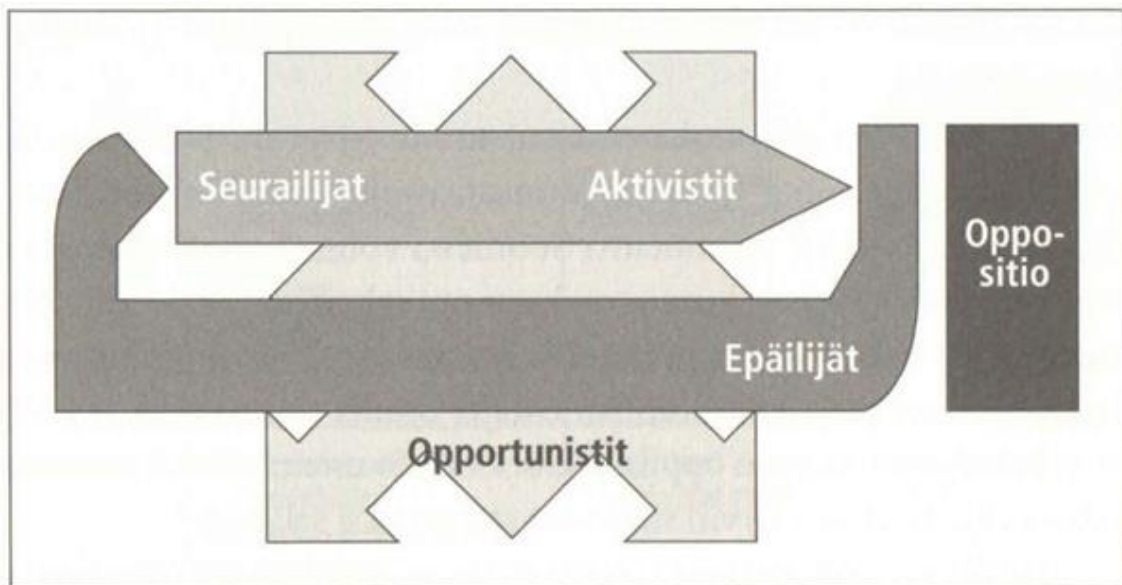 Seurailijat
Aktivistit
Oppo-
sitio
Epäilijät
Opportunistit